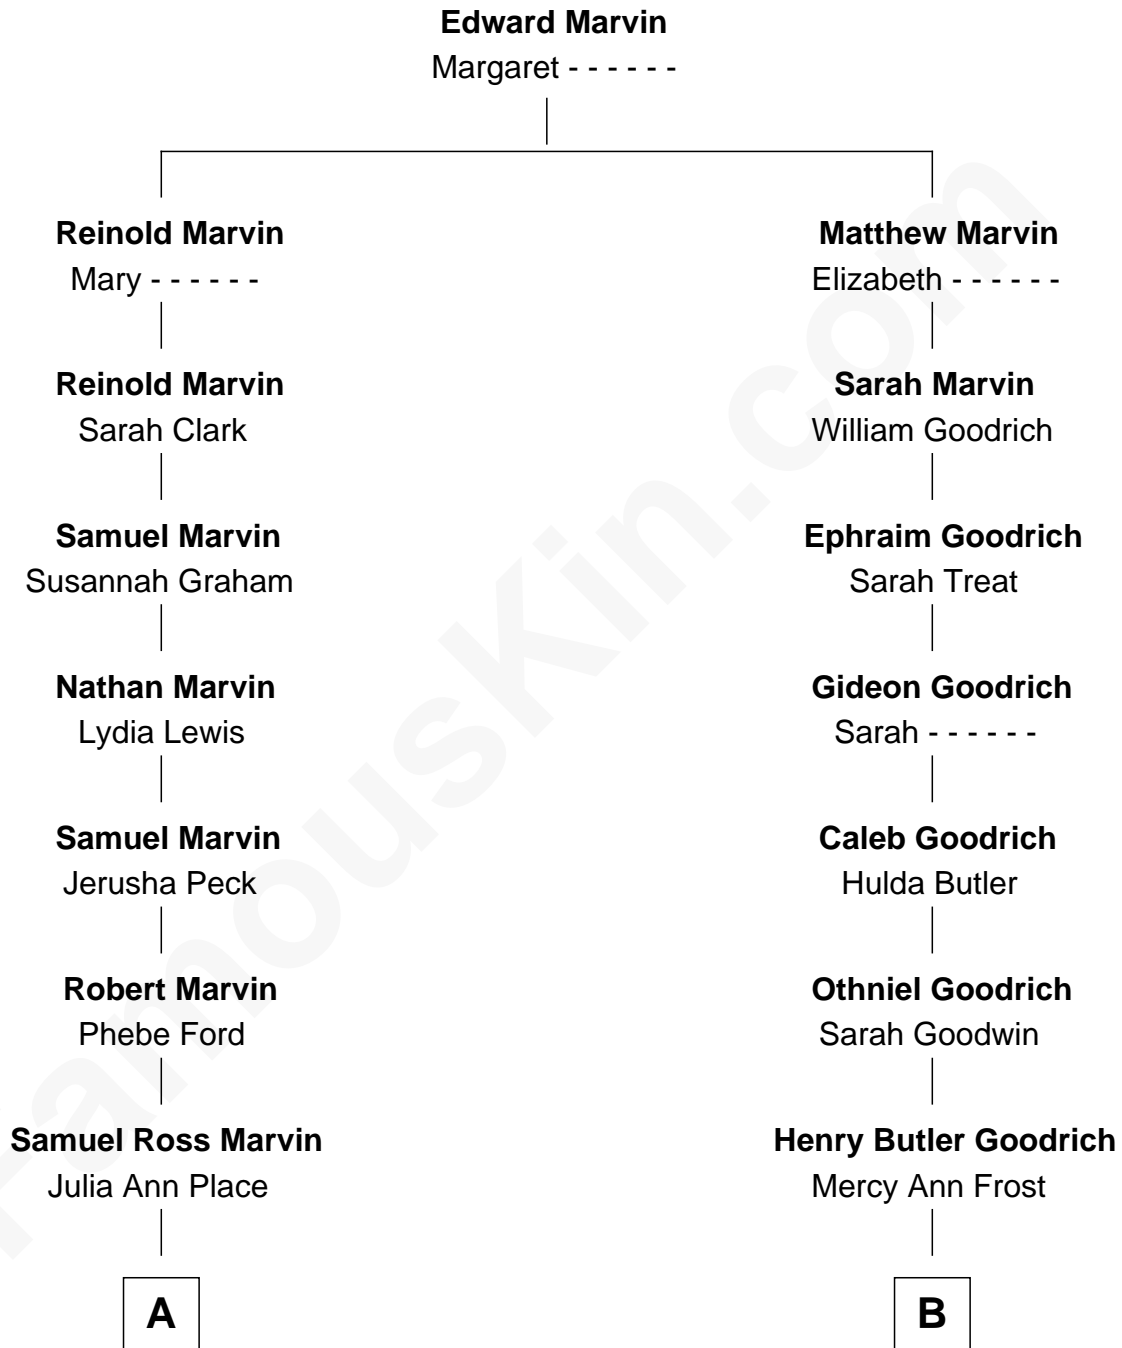 Edward Marvin
Margaret - - - - - -
Reinold Marvin
Mary - - - - - -
Matthew Marvin
Elizabeth - - - - - -
Reinold Marvin
Sarah Clark
Sarah Marvin
William Goodrich
Samuel Marvin
Susannah Graham
Ephraim Goodrich
Sarah Treat
Nathan Marvin
Lydia Lewis
Gideon Goodrich
Sarah - - - - - -
Samuel Marvin
Jerusha Peck
Caleb Goodrich
Hulda Butler
Robert Marvin
Phebe Ford
Othniel Goodrich
Sarah Goodwin
Samuel Ross Marvin
Julia Ann Place
Henry Butler Goodrich
Mercy Ann Frost
A
B
FamousKin.com